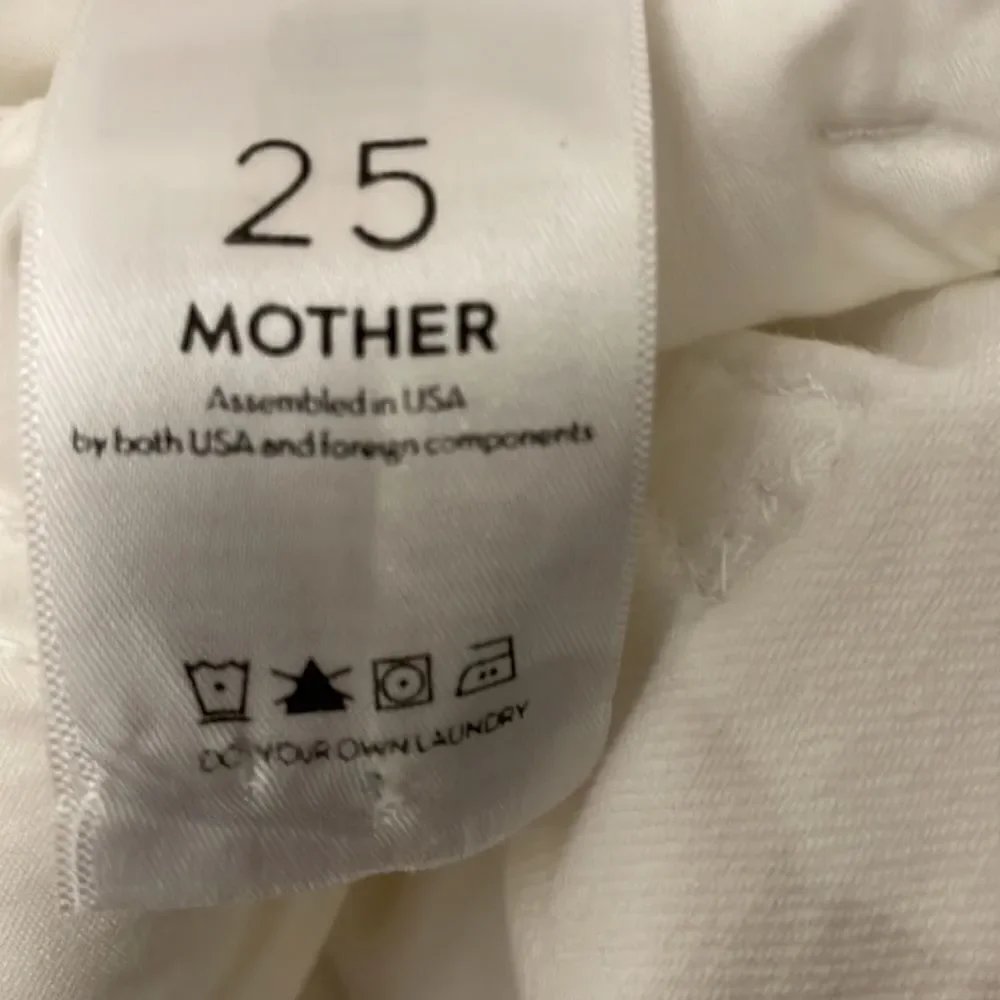 25
MOTHER
Assembled in USA
by both USA and foreign components
DO YOUR OWN LAUNDRY